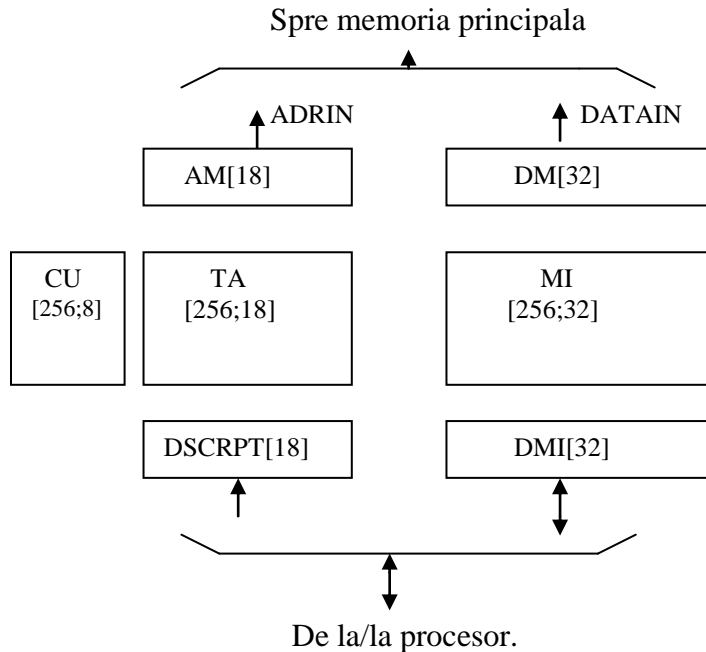 Spre memoria principala
ADRIN
DATAIN
AM[18]
DM[32]
CU
[256;8]
TA
[256;18]
MI
[256;32]
DSCRPT[18]
DMI[32]
De la/la procesor.